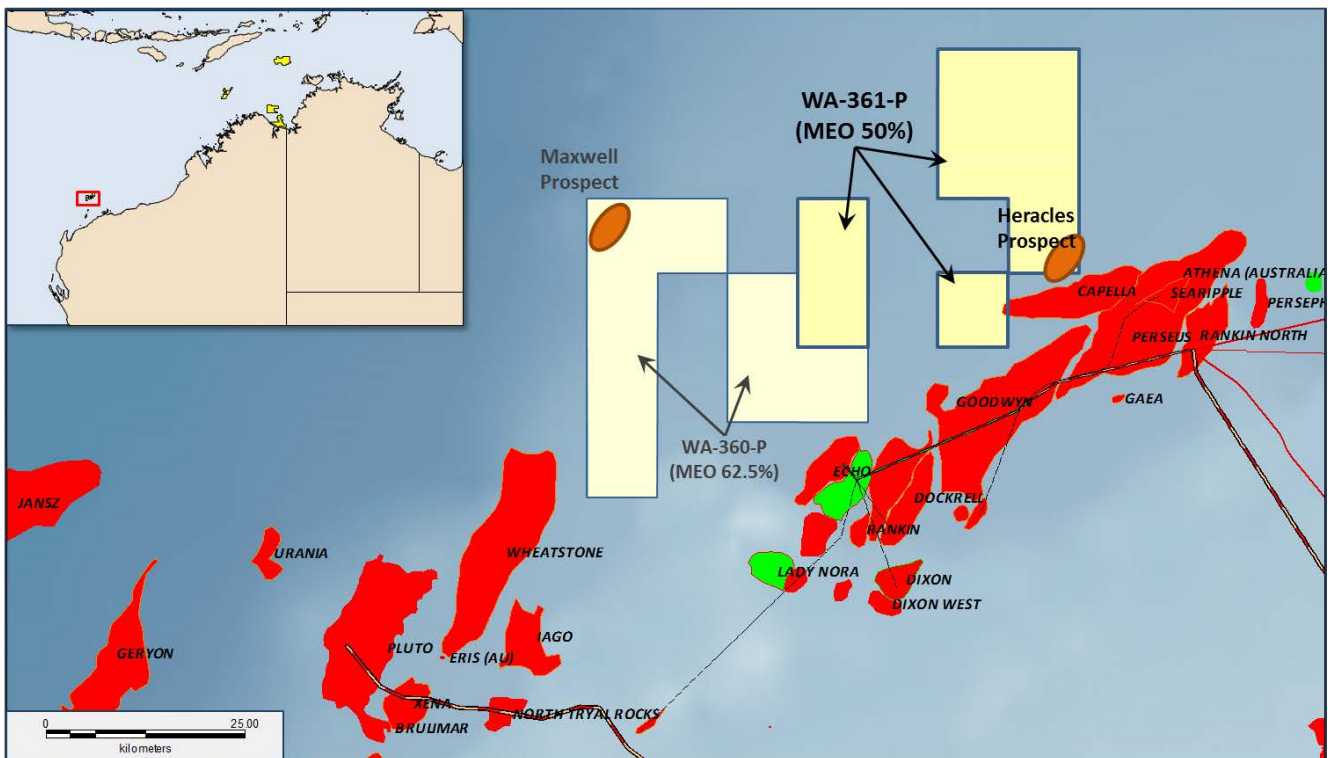 WA-361-P
(MEO 50%)
Maxwell
Prospect
Heracles
Prospect
ATHENA (AUSTRALIA
CAPELLA
SEARIPPLE
PERSEPH
PERSEUS
RANKIN NORTH
GOODWYN
GAEA
WA-360-P
(MEO 62.5%)
ECHO
DOCKRELL
JANSZ
RANKIN
URANIA
WHEATSTONE
LADY NORA
DIXON
DIXON WEST
GERYON
PLUTO
ERIS (AU)
IAGO
XENA
NORTH TRYAL ROCKS
BRULIMAR
0 25.00
kilometers